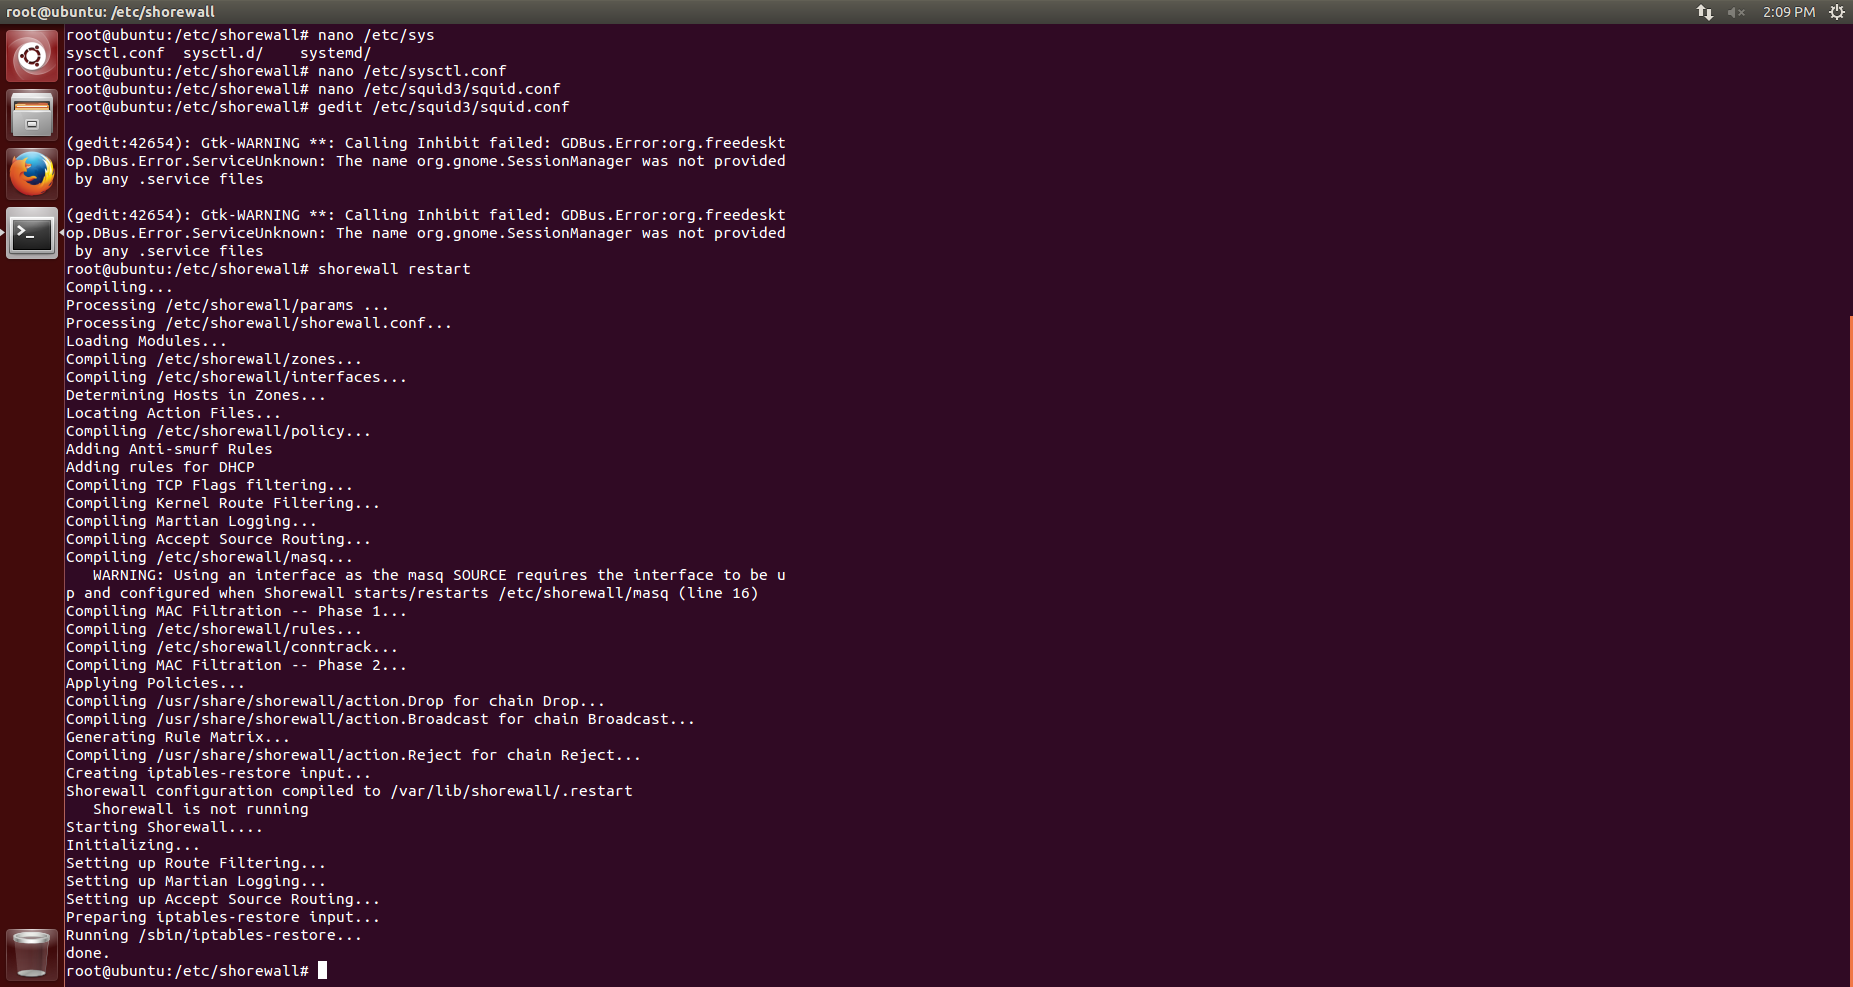 root@ubuntu: /etc/shorewall
2:09 PM
root@ubuntu:/etc/shorewall# nano /etc/sys
sysctl.conf  sysctl.d/    systemd/
root@ubuntu:/etc/shorewall# nano /etc/sysctl.conf
root@ubuntu:/etc/shorewall# nano /etc/squid3/squid.conf
root@ubuntu:/etc/shorewall# gedit /etc/squid3/squid.conf

(gedit:42654): Gtk-WARNING **: Calling Inhibit failed: GDBus.Error:org.freedeskt
op.DBus.Error.ServiceUnknown: The name org.gnome.SessionManager was not provided
 by any .service files

(gedit:42654): Gtk-WARNING **: Calling Inhibit failed: GDBus.Error:org.freedeskt
op.DBus.Error.ServiceUnknown: The name org.gnome.SessionManager was not provided
 by any .service files
root@ubuntu:/etc/shorewall# shorewall restart
Compiling...
Processing /etc/shorewall/params ...
Processing /etc/shorewall/shorewall.conf...
Loading Modules...
Compiling /etc/shorewall/zones...
Compiling /etc/shorewall/interfaces...
Determining Hosts in Zones...
Locating Action Files...
Compiling /etc/shorewall/policy...
Adding Anti-smurf Rules
Adding rules for DHCP
Compiling TCP Flags filtering...
Compiling Kernel Route Filtering...
Compiling Martian Logging...
Compiling Accept Source Routing...
Compiling /etc/shorewall/masq...
   WARNING: Using an interface as the masq SOURCE requires the interface to be u
p and configured when Shorewall starts/restarts /etc/shorewall/masq (line 16)
Compiling MAC Filtration -- Phase 1...
Compiling /etc/shorewall/rules...
Compiling /etc/shorewall/conntrack...
Compiling MAC Filtration -- Phase 2...
Applying Policies...
Compiling /usr/share/shorewall/action.Drop for chain Drop...
Compiling /usr/share/shorewall/action.Broadcast for chain Broadcast...
Generating Rule Matrix...
Compiling /usr/share/shorewall/action.Reject for chain Reject...
Creating iptables-restore input...
Shorewall configuration compiled to /var/lib/shorewall/.restart
   Shorewall is not running
Starting Shorewall....
Initializing...
Setting up Route Filtering...
Setting up Martian Logging...
Setting up Accept Source Routing...
Preparing iptables-restore input...
Running /sbin/iptables-restore...
done.
root@ubuntu:/etc/shorewall#